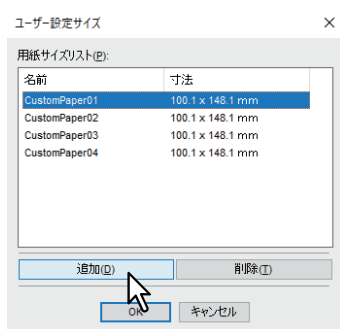 ユーザー設定サイズ
用紙サイズリスト(P):
名前 寸法
CustomPaper01 100.1 x 148.1 mm
CustomPaper02 100.1 x 148.1 mm
CustomPaper03 100.1 x 148.1 mm
CustomPaper04 100.1 x 148.1 mm
追加(D) 削除(T)
OK キャンセル